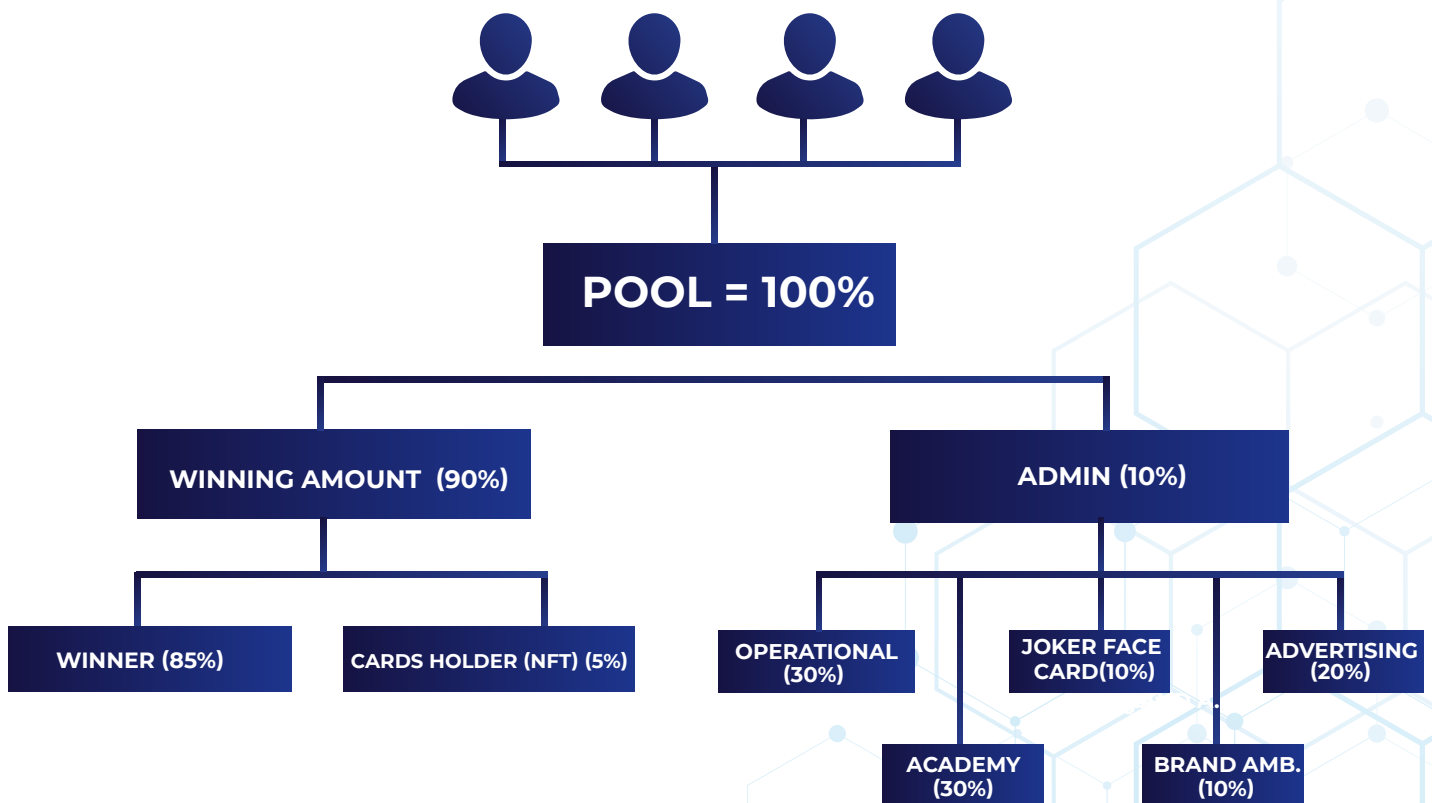 POOL = 100%
WINNING AMOUNT (90%)
ADMIN (10%)
WINNER (85%)
CARDS HOLDER (NFT) (5%)
OPERATIONAL
(30%)
JOKER FACE
CARD(10%)
ADVERTISING
(20%)
ACADEMY
(30%)
BRAND AMB.
(10%)